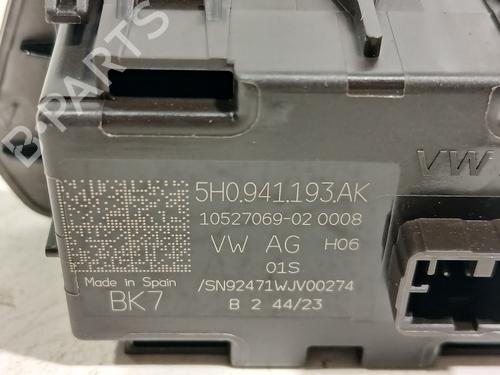 B-PARTS
VW
5H0.941.193.AK
10527069-02 0008
VW AG H06
01S
Made in Spain /SN92471WJV00274
BK7 B 2 44/23